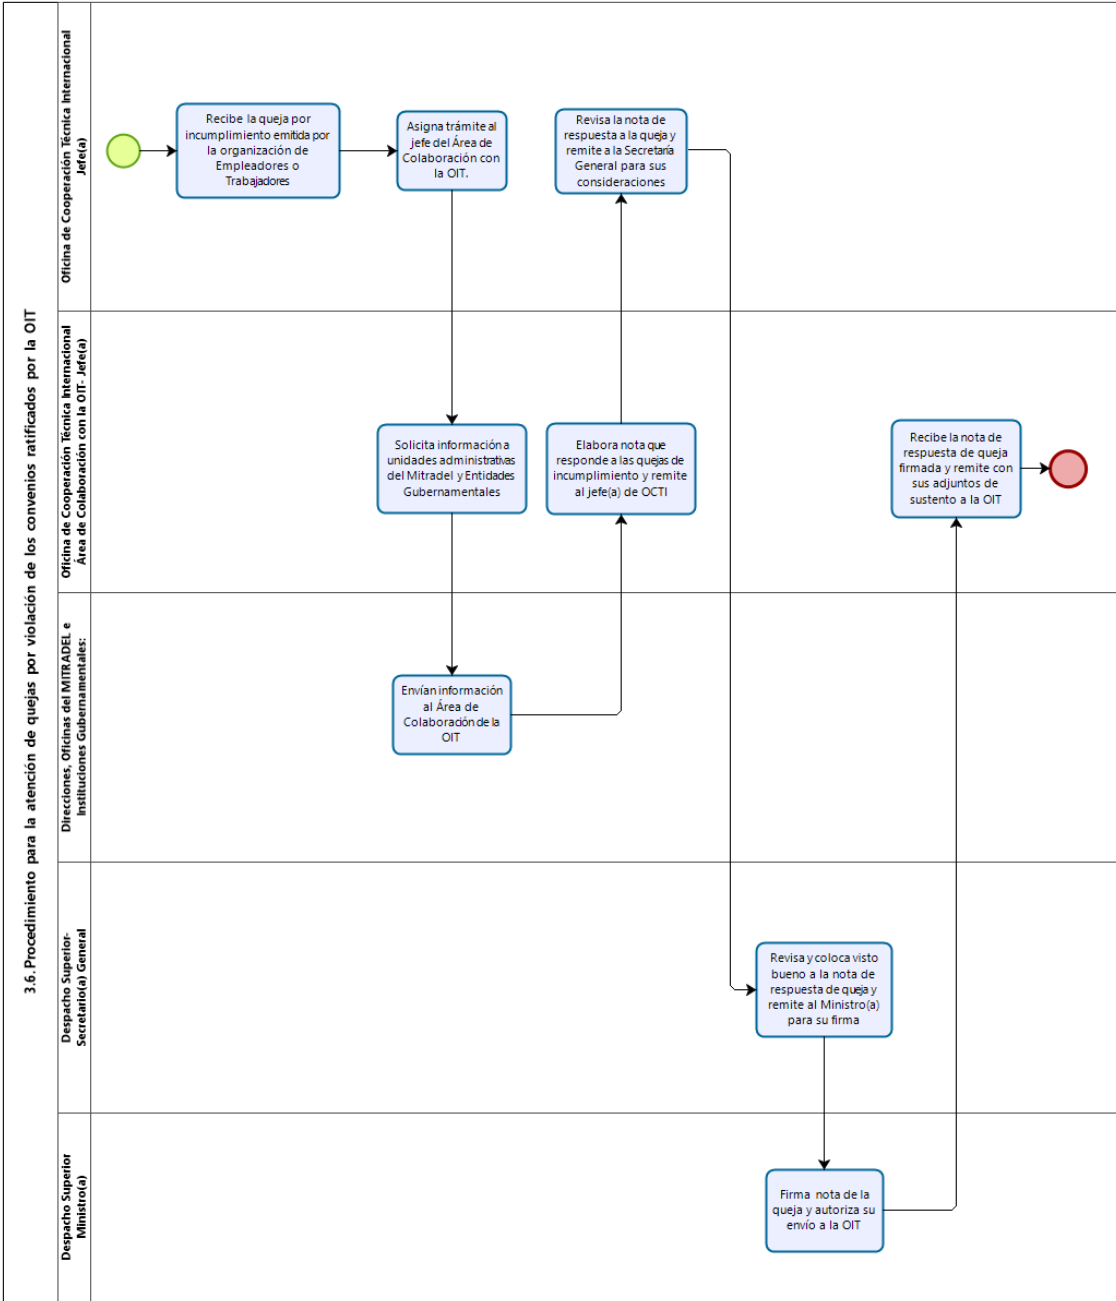 3.6. Procedimiento para la atención de quejas por violación de los convenios ratificados por la OIT
Oficina de Cooperación Técnica Internacional
Jefe(a)
Recibe la queja por
incumplimiento emitida por
la organización de
Empleadores o
Trabajadores
Asigna trámite al
jefe del Área de
Colaboración con
la OIT.
Revisa la nota de
respuesta a la queja y
remite a la Secretaría
General para sus
consideraciones
Oficina de Cooperación Técnica Internacional
Área de Colaboración con la OIT- Jefe(a)
Solicita información a
unidades administrativas
del Mitradel y Entidades
Gubernamentales
Elabora nota que
responde a las quejas de
incumplimiento y remite
al jefe(a) de OCTI
Recibe la nota de
respuesta de queja
firmada y remite con
sus adjuntos de
sustento a la OIT
Direcciones, Oficinas del MITRADEL e
Instituciones Gubernamentales:
Envían información
al Área de
Colaboración de la
OIT
Despacho Superior-
Secretario(a) General
Revisa y coloca visto
bueno a la nota de
respuesta de queja y
remite al Ministro(a)
para su firma
Despacho Superior
Ministro(a)
Firma nota de la
queja y autoriza su
envío a la OIT